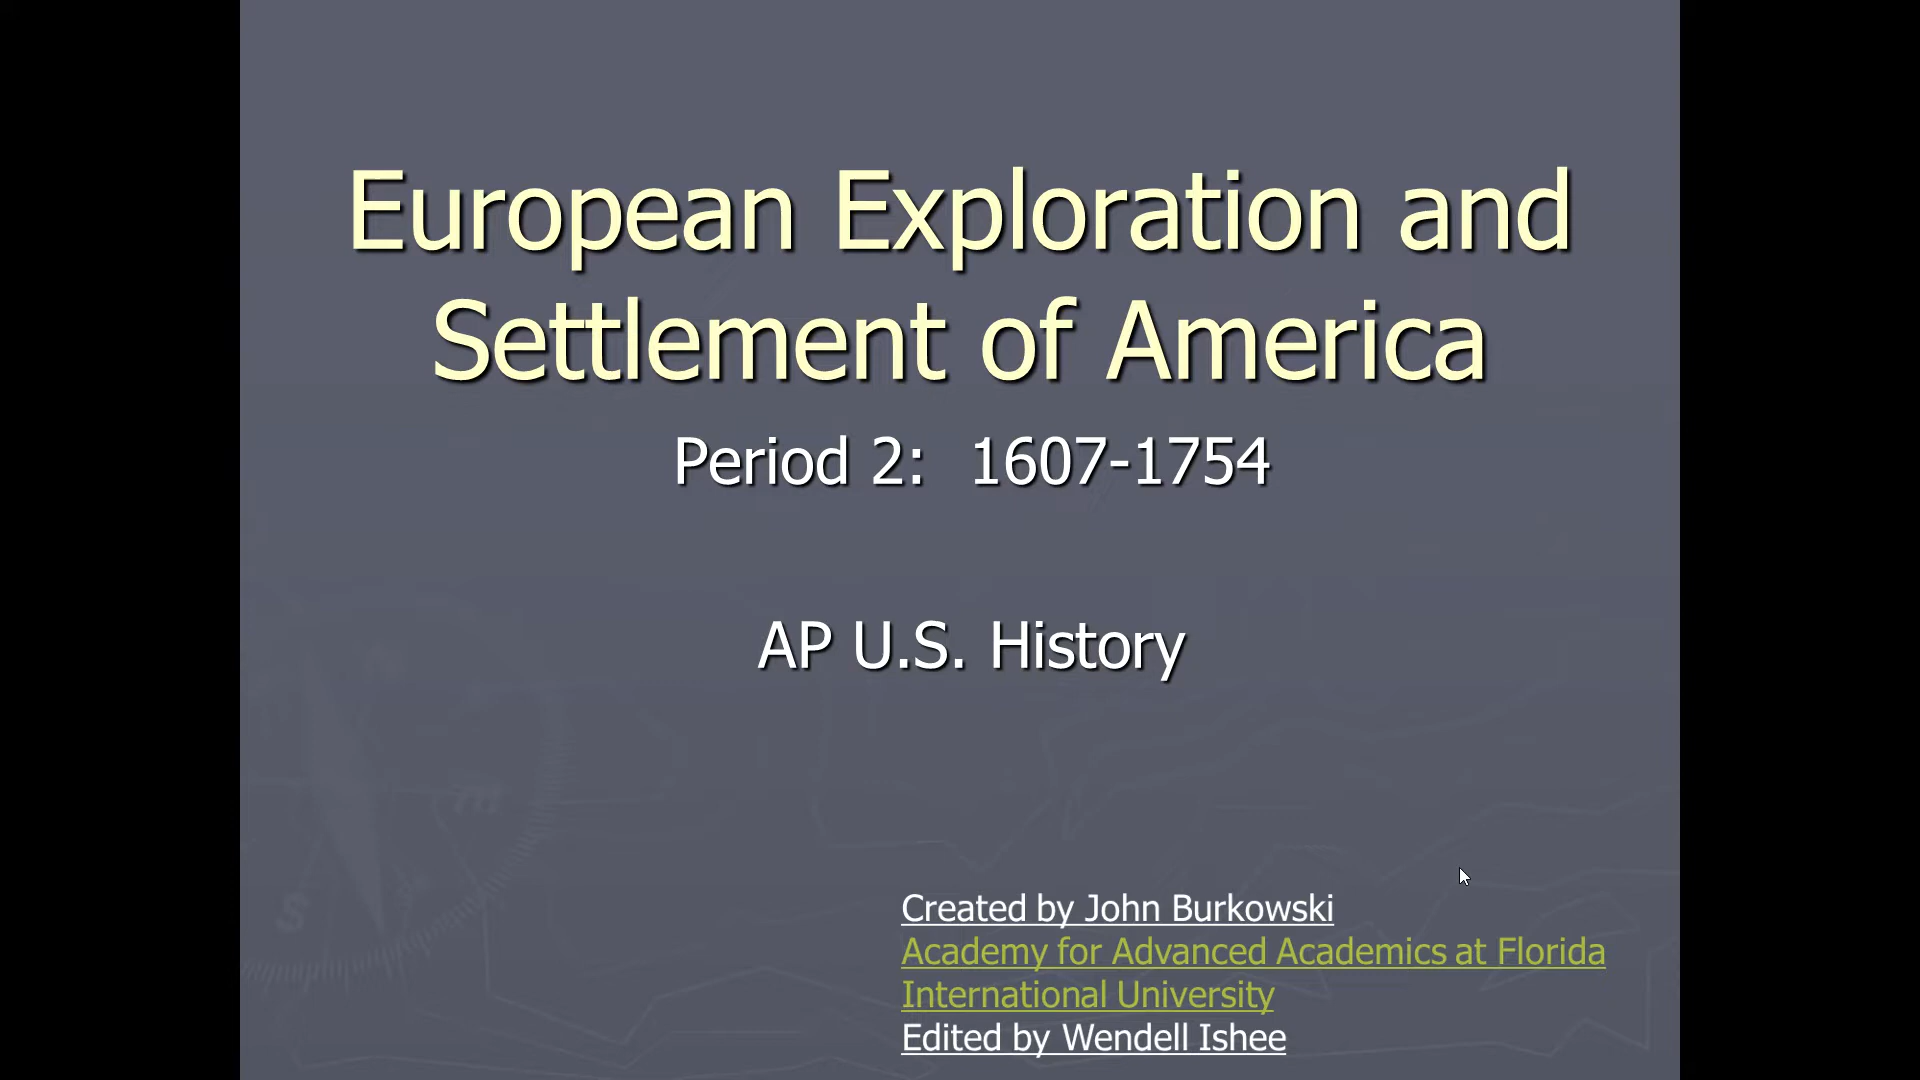 European Exploration and
Settlement of America
Period 2:  1607-1754
AP U.S. History
Created by John Burkowski
Academy for Advanced Academics at Florida
International University
Edited by Wendell Ishee